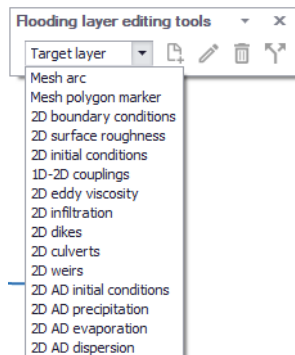 Flooding layer editing tools
Target layer
Mesh arc
Mesh polygon marker
2D boundary conditions
2D surface roughness
2D initial conditions
1D-2D couplings
2D eddy viscosity
2D infiltration
2D dikes
2D culverts
2D weirs
2D AD initial conditions
2D AD precipitation
2D AD evaporation
2D AD dispersion